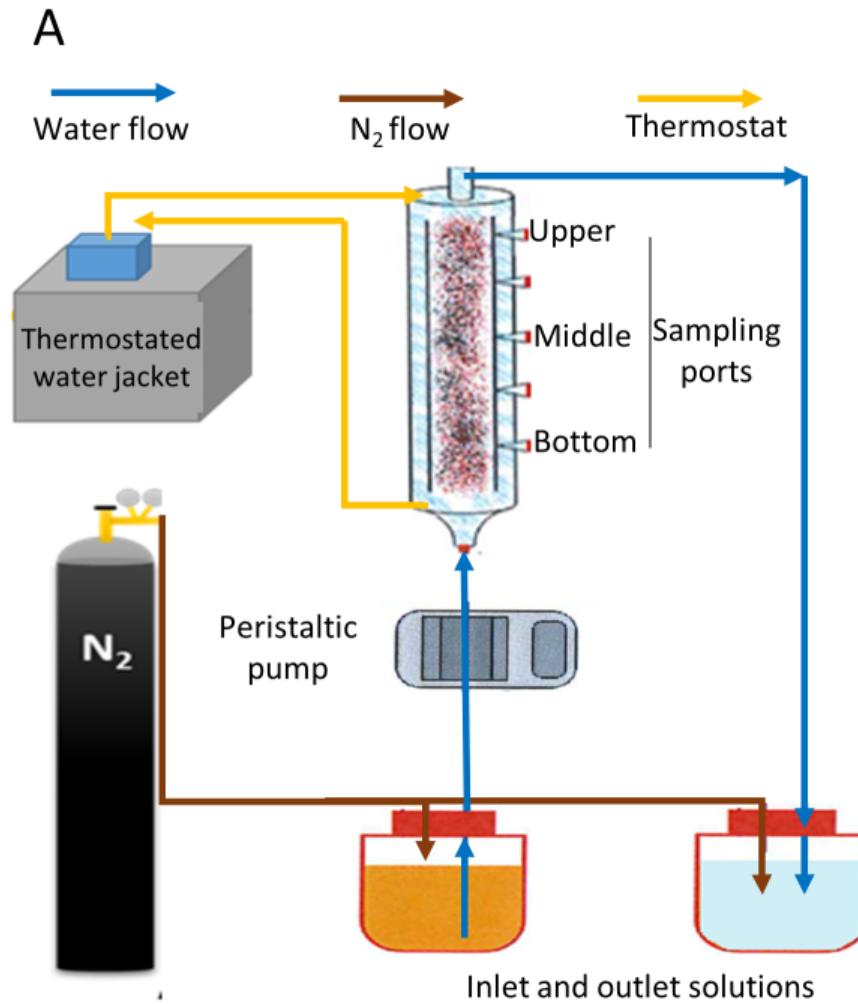 A
Water flow
N₂ flow
Thermostat
Upper
Thermostated
water jacket
Middle
Sampling
ports
Bottom
N₂
Peristaltic
pump
Inlet and outlet solutions